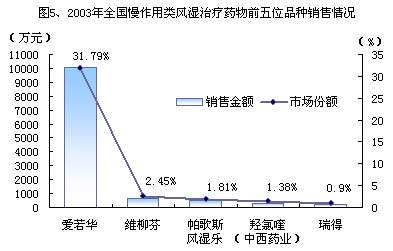 图5、2003年全国慢作用类风湿治疗药物前五位品种销售情况
(万元)
(%)
11000
10000
9000
8000
7000
6000
5000
4000
3000
2000
1000
0
35
30
25
20
15
10
5
0
31.79%
2.45%
1.81%
1.38%
0.9%
销售金额
市场份额
爱若华
维柳芬
帕歌斯
羟氯喹
瑞得
风湿乐
(中西药业)